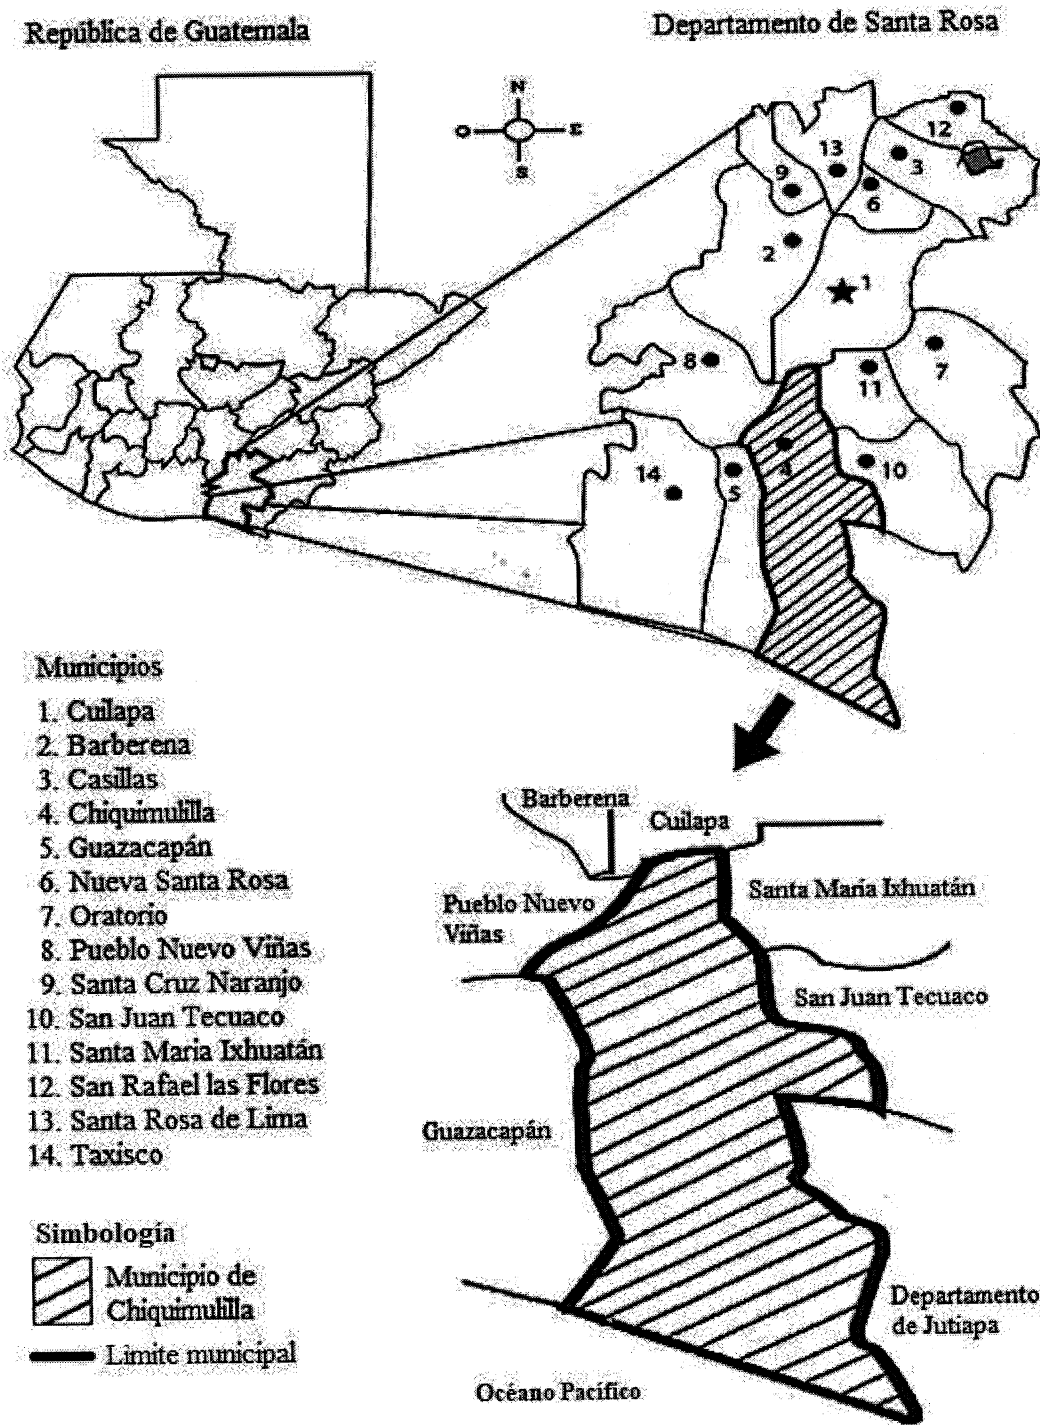 República de Guatemala
Departamento de Santa Rosa
N
O
E
S
12
13
3
9
6
2
1
8
7
11
4
14
5
10
Municipios
1. Cuilapa
2. Barberena
3. Casillas
4. Chiquimulilla
5. Guazacapán
6. Nueva Santa Rosa
7. Oratorio
8. Pueblo Nuevo Viñas
9. Santa Cruz Naranjo
10. San Juan Tecuaco
11. Santa Maria Ixhuatán
12. San Rafael las Flores
13. Santa Rosa de Lima
14. Taxisco
Barberena
Cuilapa
Pueblo Nuevo
Viñas
Santa María Ixhuatán
San Juan Tecuaco
Guazacapán
Departamento
de Jutiapa
Océano Pacífico
Simbología
Municipio de
Chiquimulilla
Limite municipal